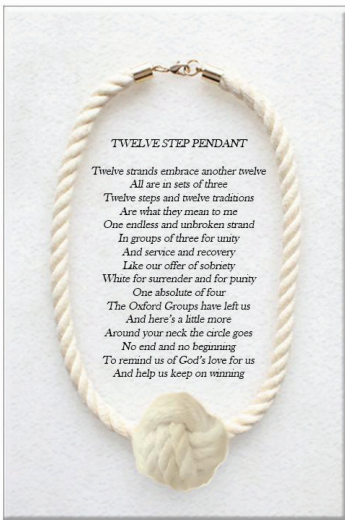 TWELVE STEP PENDANT
Twelve strands embrace another twelve
All are in sets of three
Twelve steps and twelve traditions
Are what they mean to me
One endless and unbroken strand
In groups of three for unity
And service and recovery
Like our offer of sobriety
White for surrender and for purity
One absolute of four
The Oxford Groups have left us
And here's a little more
Around your neck the circle goes
No end and no beginning
To remind us of God's love for us
And help us keep on winning